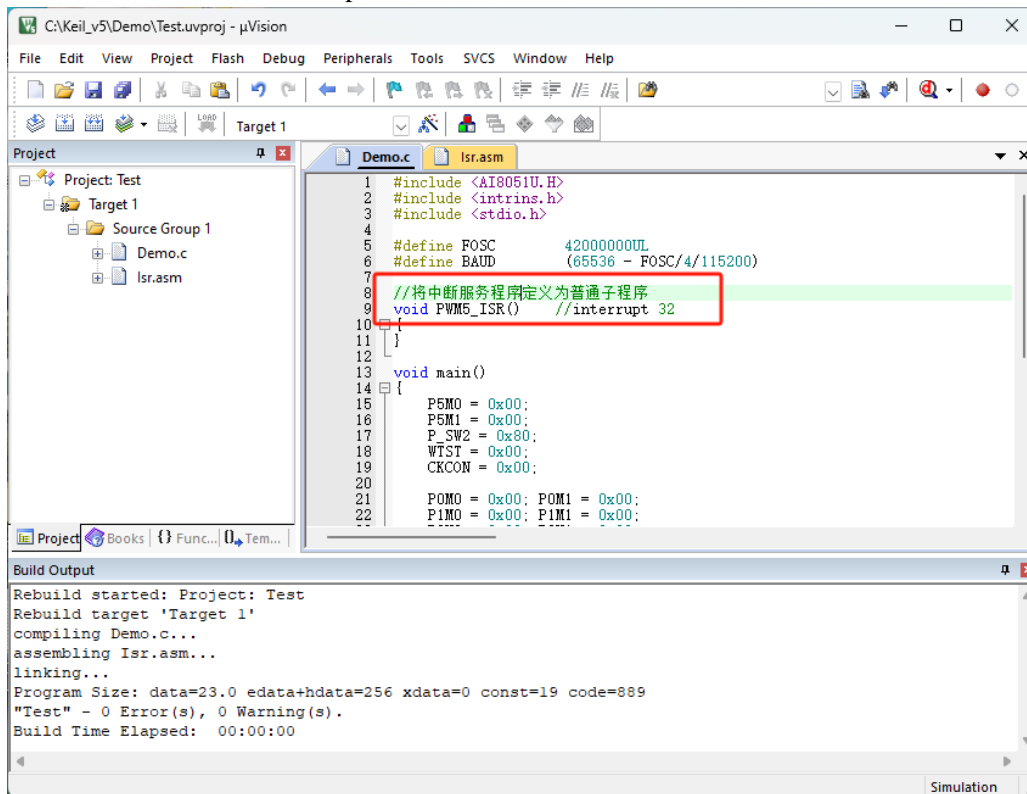 C:\Keil_v5\Demo\Test.uvproj - µVision
File Edit View Project Flash Debug Peripherals Tools SVCS Window Help
LOAD
Target 1
Project
Project: Test
Target 1
Source Group 1
Demo.c
Isr.asm
Project Books {} Func... 0 Tem...
Demo.c Isr.asm
1 #include <AI8051U.H>
2 #include <intrins.h>
3 #include <stdio.h>
4
5 #define FOSC 42000000UL
6 #define BAUD (65536 - FOSC/4/115200)
7
8 //将中断服务程序定义为普通子程序
9 void PWM5_ISR() //interrupt 32
10 {
11 }
12
13 void main()
14 {
15 P5M0 = 0x00;
16 P5M1 = 0x00;
17 P_SW2 = 0x80;
18 WTST = 0x00;
19 CKCON = 0x00;
20
21 P0M0 = 0x00; P0M1 = 0x00;
22 P1M0 = 0x00; P1M1 = 0x00;
Build Output
Rebuild started: Project: Test
Rebuild target 'Target 1'
compiling Demo.c...
assembling Isr.asm...
linking...
Program Size: data=23.0 edata+hdata=256 xdata=0 const=19 code=889
"Test" - 0 Error(s), 0 Warning(s).
Build Time Elapsed: 00:00:00
Simulation